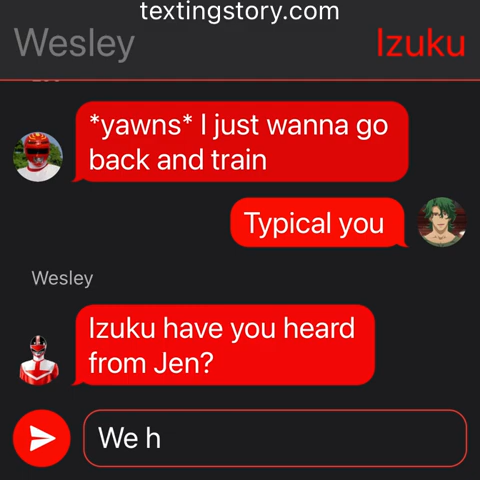 textingstory.com
Wesley
Izuku
*yawns* I just wanna go
back and train
Typical you
Wesley
Izuku have you heard
from Jen?
We h